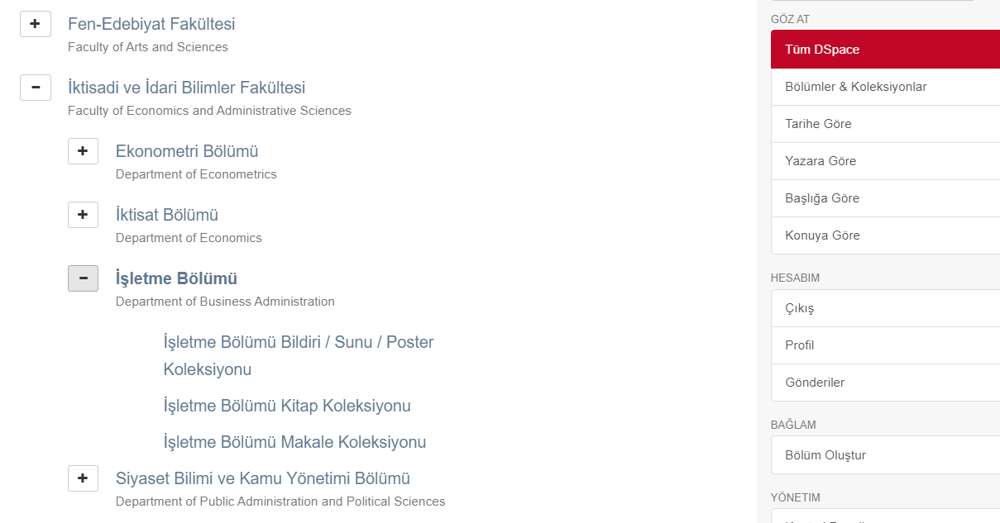 Fen-Edebiyat Fakültesi
Faculty of Arts and Sciences
İktisadi ve İdari Bilimler Fakültesi
Faculty of Economics and Administrative Sciences
Ekonometri Bölümü
Department of Econometrics
İktisat Bölümü
Department of Economics
İşletme Bölümü
Department of Business Administration
İşletme Bölümü Bildiri / Sunu / Poster
Koleksiyonu
İşletme Bölümü Kitap Koleksiyonu
İşletme Bölümü Makale Koleksiyonu
Siyaset Bilimi ve Kamu Yönetimi Bölümü
Department of Public Administration and Political Sciences
GÖZ AT
Tüm DSpace
Bölümler & Koleksiyonlar
Tarihe Göre
Yazara Göre
Başlığa Göre
Konuya Göre
HESABIM
Çıkış
Profil
Gönderiler
BAĞLAM
Bölüm Oluştur
YÖNETIM